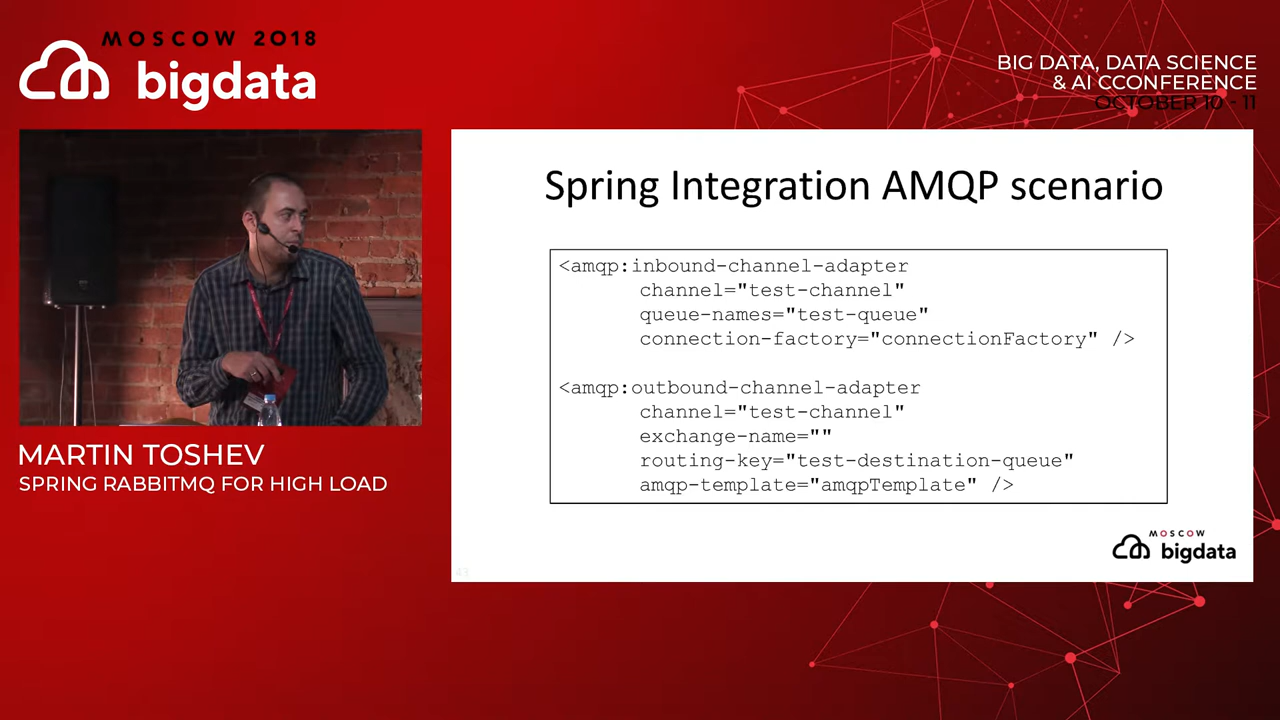 MOSCOW 2018
bigdata
BIG DATA, DATA SCIENCE
& AI CCONFERENCE
OCTOBER 10 - 11
Spring Integration AMQP scenario
<amqp:inbound-channel-adapter
channel="test-channel"
queue-names="test-queue"
connection-factory="connectionFactory" />
<amqp:outbound-channel-adapter
channel="test-channel"
exchange-name=""
routing-key="test-destination-queue"
amqp-template="amqpTemplate" />
MOSCOW
bigdata
43
MARTIN TOSHEV
SPRING RABBITMQ FOR HIGH LOAD